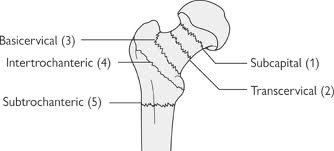 Basicervical (3)
Intertrochanteric (4)
Subtrochanteric (5)
Subcapital (1)
Transcervical (2)